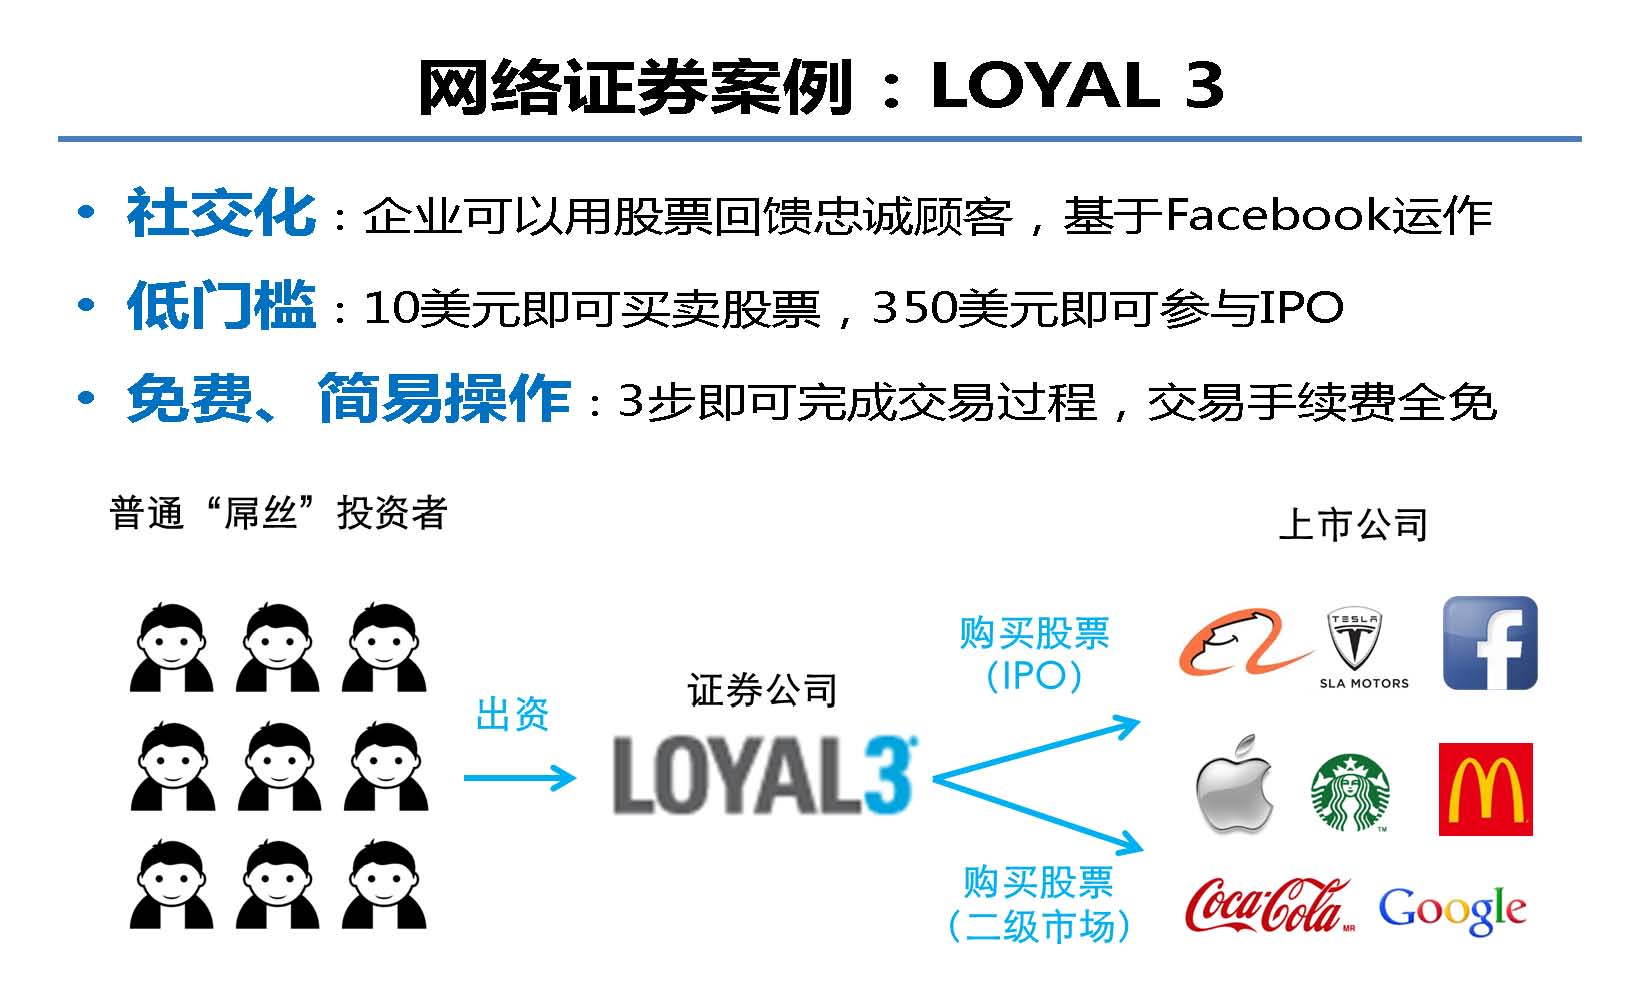 网络证券案例：LOYAL 3
• 社交化：企业可以用股票回馈忠诚顾客，基于Facebook运作
• 低门槛：10美元即可买卖股票，350美元即可参与IPO
• 免费、简易操作：3步即可完成交易过程，交易手续费全免
普通“屌丝”投资者
上市公司
购买股票
（IPO）
TESLA
SLA MOTORS
f
证券公司
出资
LOYAL3
TM
购买股票
（二级市场）
Coca-Cola MR
Google